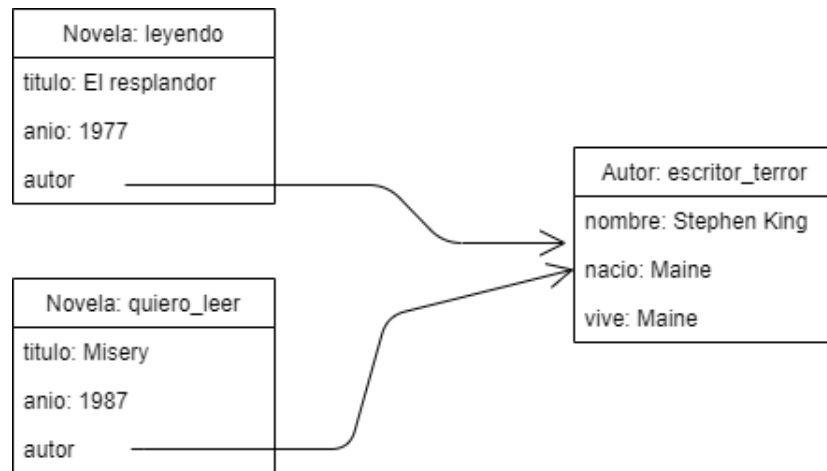 Novela: leyendo
titulo: El resplandor
anio: 1977
autor
Autor: escritor_terror
nombre: Stephen King
nacio: Maine
vive: Maine
Novela: quiero_leer
titulo: Misery
anio: 1987
autor